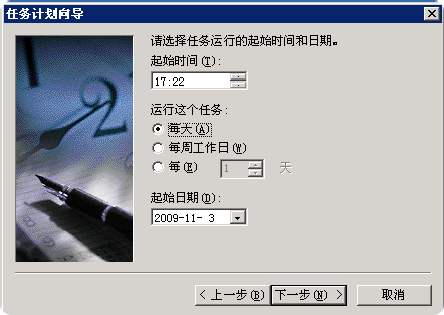 任务计划向导
请选择任务运行的起始时间和日期。
起始时间(T):
17:22
运行这个任务:
每天(A)
每周工作日(W)
每(E) 1 天
起始日期(D):
2009-11- 3
< 上一步(B) 下一步(N) > 取消